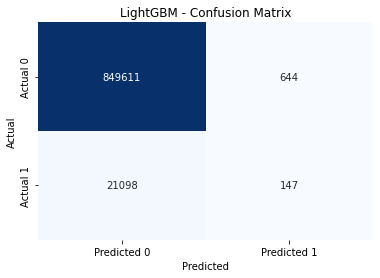 LightGBM - Confusion Matrix
Actual
Actual 0
849611
644
Actual 1
21098
147
Predicted 0
Predicted 1
Predicted